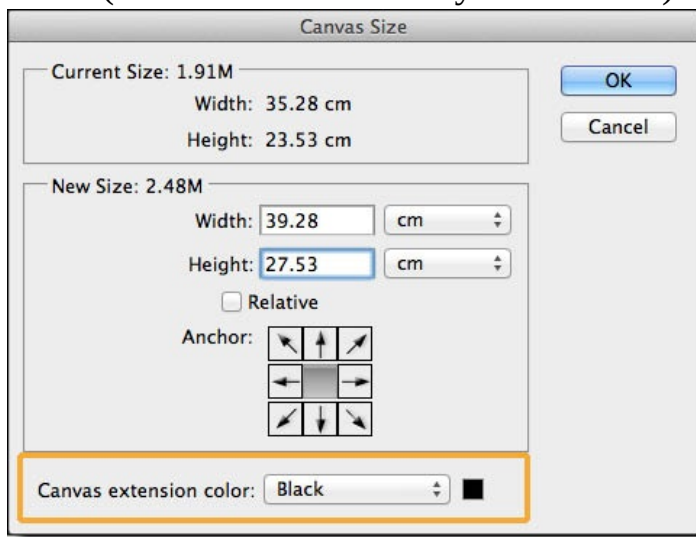 Canvas Size
Current Size: 1.91M
Width: 35.28 cm
Height: 23.53 cm
OK
Cancel
New Size: 2.48M
Width: 39.28 cm
Height: 27.53 cm
Relative
Anchor:
Canvas extension color: Black